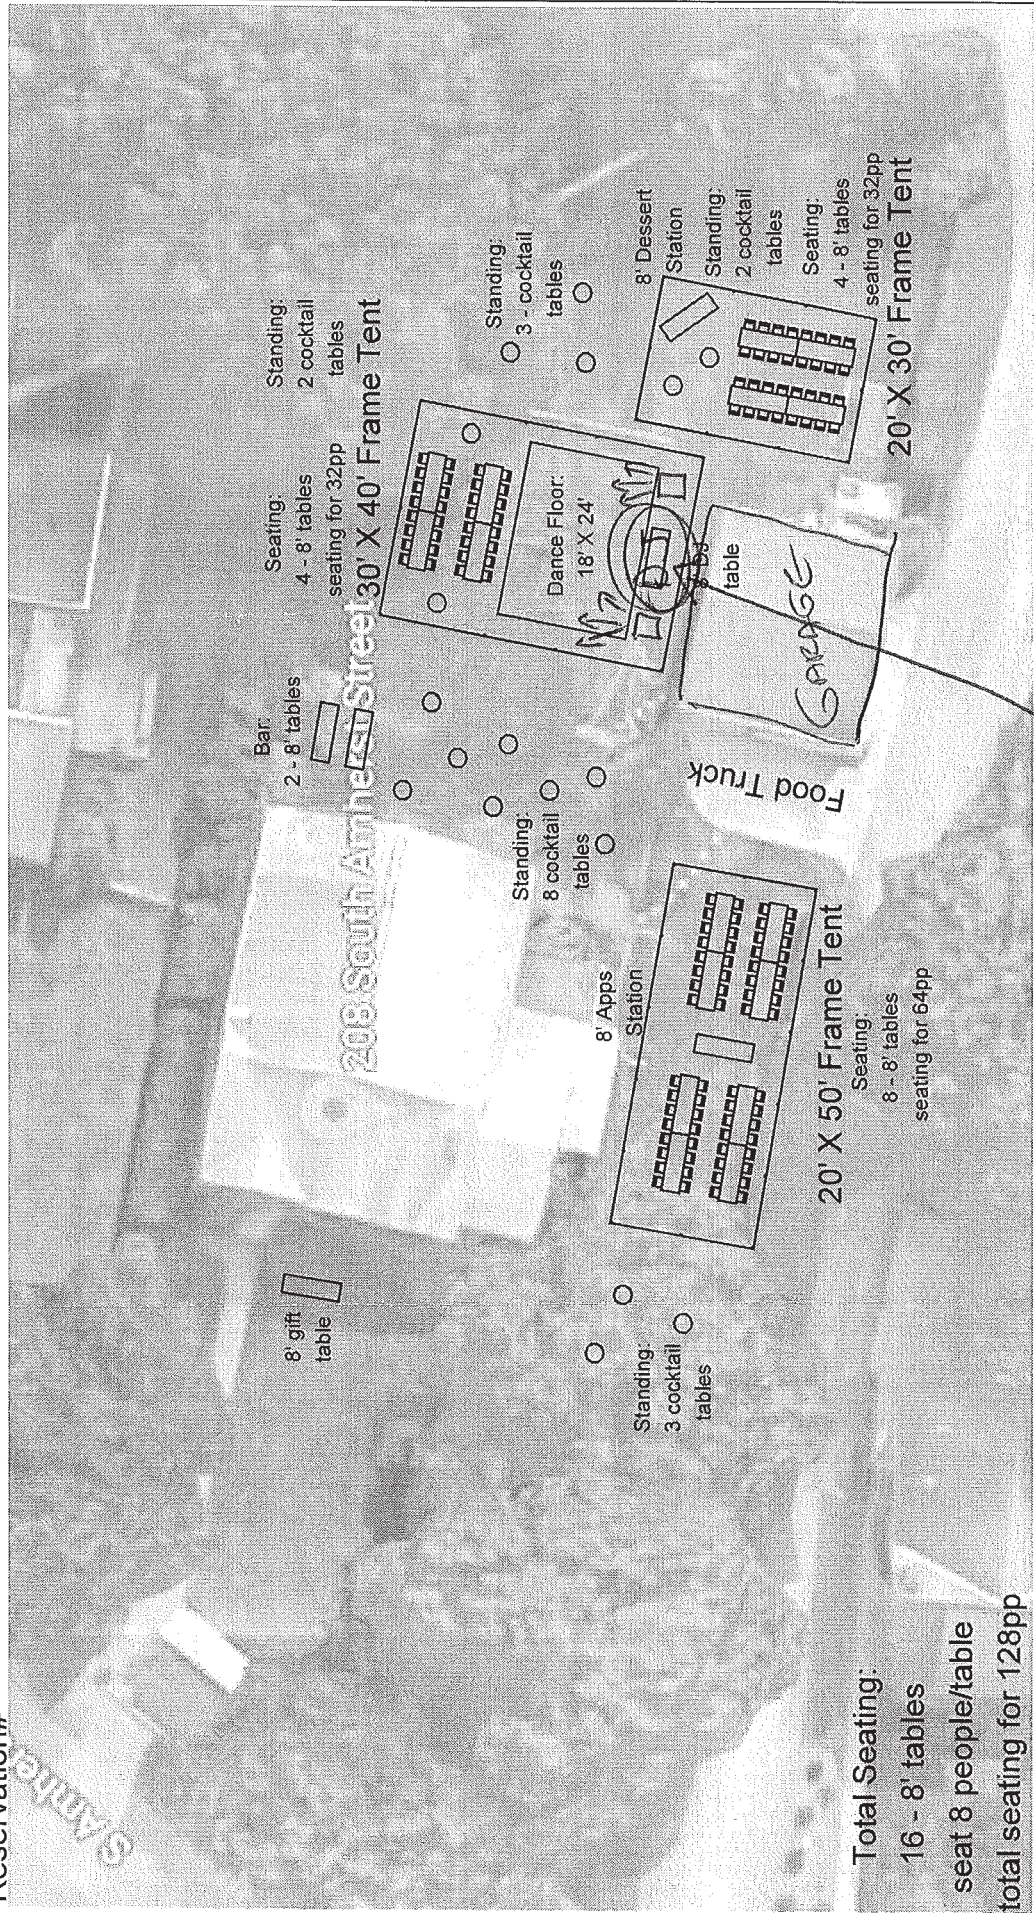 Reservation#
S Amhe
208 South Amherst Street
8' gift
table
Bar:
2 - 8' tables
Seating:
4 - 8' tables
seating for 32pp
30' X 40' Frame Tent
Standing:
2 cocktail
tables
Standing:
3 - cocktail
tables
Dance Floor:
18' X 24'
8' DJ
table
GARAGE
Food Truck
Standing:
8 cocktail
tables
8' Dessert
Station
Standing:
2 cocktail
tables
Seating:
4 - 8' tables
seating for 32pp
20' X 30' Frame Tent
8' Apps
Station
20' X 50' Frame Tent
Seating:
8 - 8' tables
seating for 64pp
Standing:
3 cocktail
tables
Total Seating:
16 - 8' tables
seat 8 people/table
total seating for 128pp